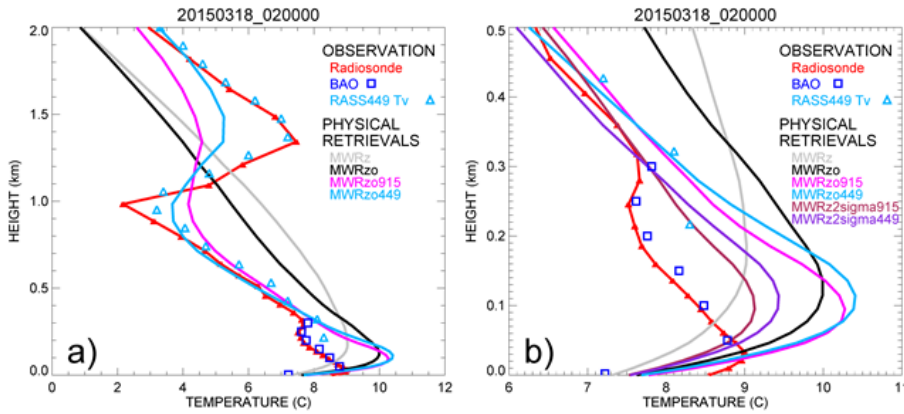 20150318_020000
2.0
1.5
1.0
0.5
0.0
HEIGHT (km)
OBSERVATION
Radiosonde
BAO
RASS449 Tv
PHYSICAL
RETRIEVALS
MWRz
MWRzo
MWRzo915
MWRzo449
a)
0 2 4 6 8 10 12
TEMPERATURE (C)
20150318_020000
0.5
0.4
0.3
0.2
0.1
0.0
HEIGHT (km)
OBSERVATION
Radiosonde
BAO
RASS449 Tv
PHYSICAL
RETRIEVALS
MWRz
MWRzo
MWRzo915
MWRzo449
MWRz2sigma915
MWRz2sigma449
b)
6 7 8 9 10 11
TEMPERATURE (C)